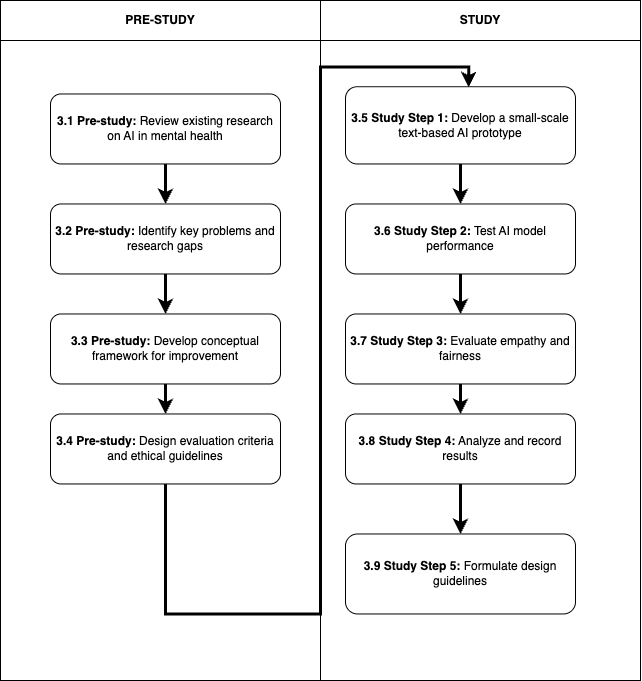 PRE-STUDY
STUDY
3.1 Pre-study: Review existing research
on AI in mental health
3.2 Pre-study: Identify key problems and
research gaps
3.3 Pre-study: Develop conceptual
framework for improvement
3.4 Pre-study: Design evaluation criteria
and ethical guidelines
3.5 Study Step 1: Develop a small-scale
text-based AI prototype
3.6 Study Step 2: Test AI model
performance
3.7 Study Step 3: Evaluate empathy and
fairness
3.8 Study Step 4: Analyze and record
results
3.9 Study Step 5: Formulate design
guidelines